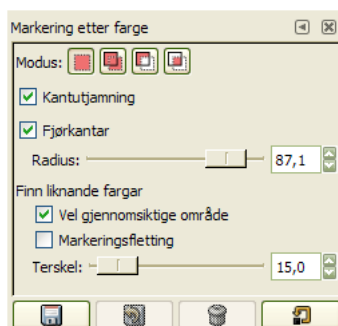 Markering etter farge
Modus:
Kantutjamning
Fjørkantar
Radius: 87,1
Finn liknande fargar
Vel gjennomsiktige område
Markeringsfletting
Terskel: 15,0